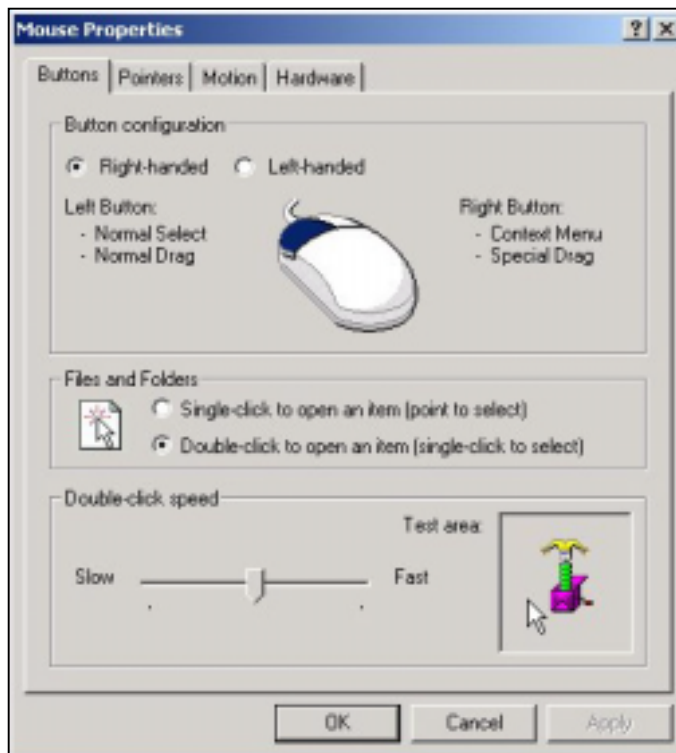 Mouse Properties
Buttons Pointers Motion Hardware
Button configuration
Right-handed Left-handed
Left Button:
- Normal Select
- Normal Drag
Right Button:
- Context Menu
- Special Drag
Files and Folders
Single-click to open an item (point to select)
Double-click to open an item (single-click to select)
Double-click speed
Test area:
Slow Fast
OK Cancel Apply